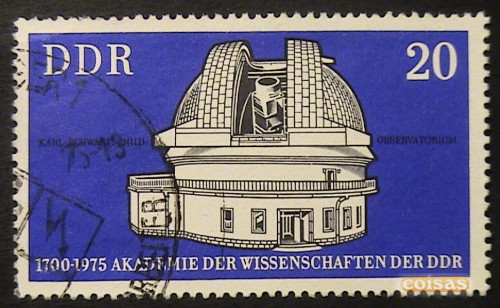 DDR
20
KARL-SCHWARZSCHILD-
OBSERVATORIUM
1700-1975 AKADEMIE DER WISSENSCHAFTEN DER DDR
coisas